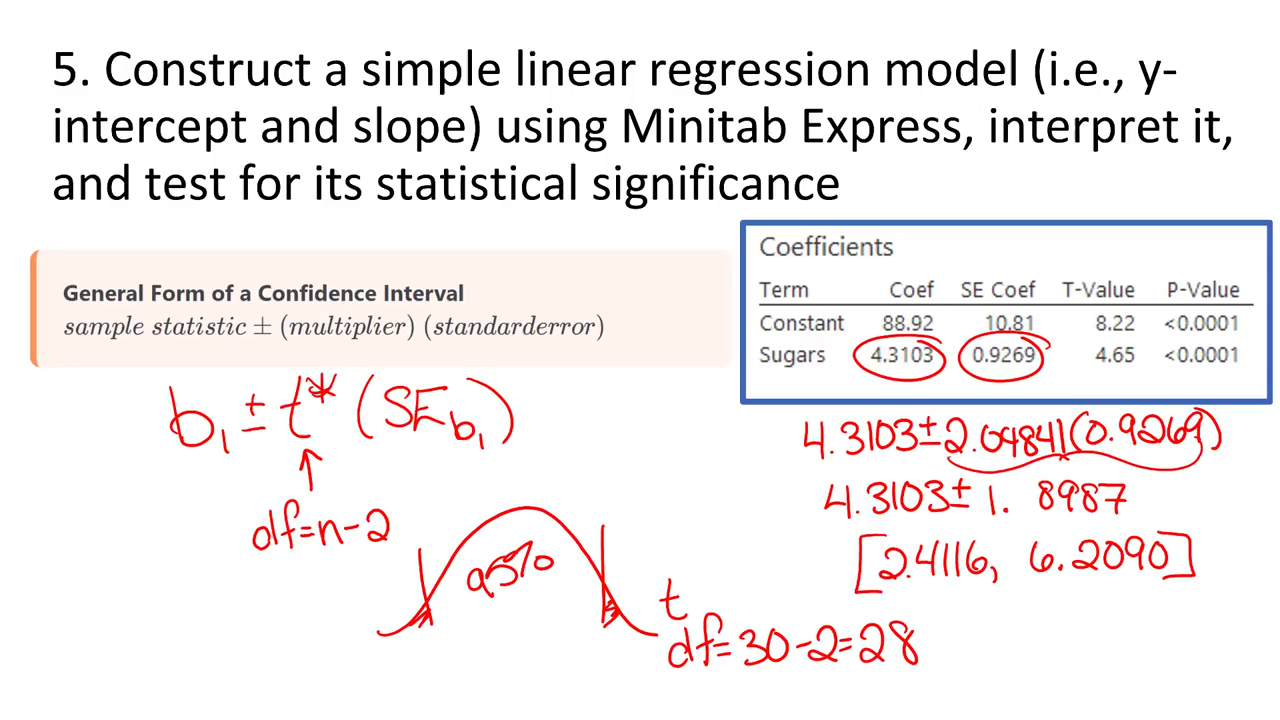 5. Construct a simple linear regression model (i.e., y-
intercept and slope) using Minitab Express, interpret it,
and test for its statistical significance
General Form of a Confidence Interval
sample statistic ± (multiplier) (standarderror)
Coefficients
Term Coef SE Coef T-Value P-Value
Constant 88.92 10.81 8.22 <0.0001
Sugars 4.3103 0.9269 4.65 <0.0001
b₁ ± t* (SE b₁)
df=n-2
95%
t
df=30-2=28
4.3103±2.04841(0.9269)
4.3103±1.8987
[2.4116, 6.2090]